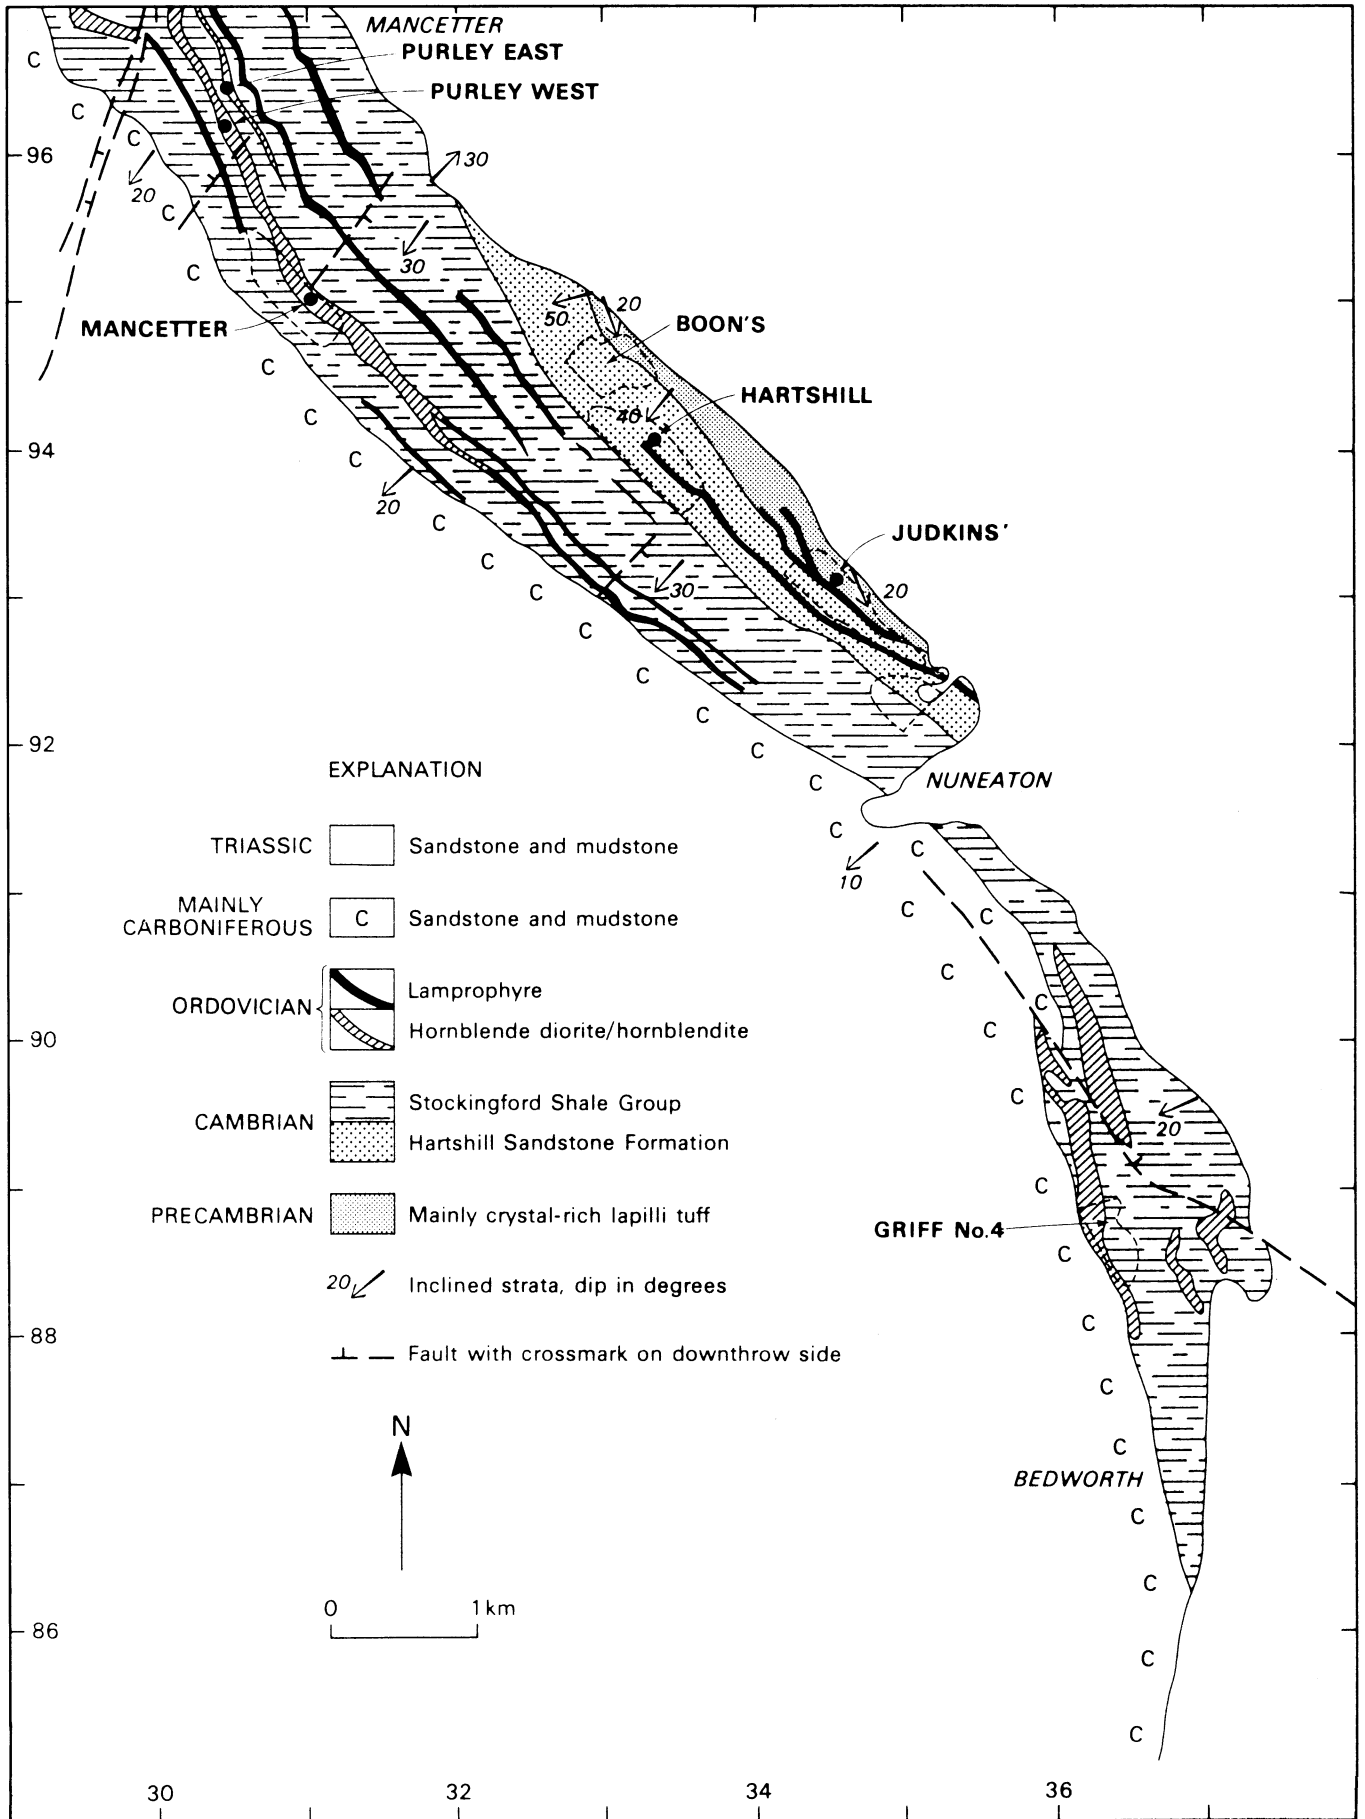 MANCETTER
PURLEY EAST
PURLEY WEST
C
C
C
96
30
20
C
30
C
50
20
MANCETTER
BOON'S
C
HARTSHILL
40
C
94
C
20
C
JUDKINS'
C
C
30
20
C
C
C
92
C
EXPLANATION
C
NUNEATON
C
TRIASSIC
Sandstone and mudstone
C
10
MAINLY
CARBONIFEROUS
C
Sandstone and mudstone
C
C
C
ORDOVICIAN
Lamprophyre
C
Hornblende diorite/hornblendite
C
90
C
CAMBRIAN
Stockingford Shale Group
Hartshill Sandstone Formation
20
C
PRECAMBRIAN
Mainly crystal-rich lapilli tuff
GRIFF No.4
C
20
Inclined strata, dip in degrees
C
88
Fault with crossmark on downthrow side
C
N
C
BEDWORTH
C
C
0
1 km
86
C
C
30
32
34
36